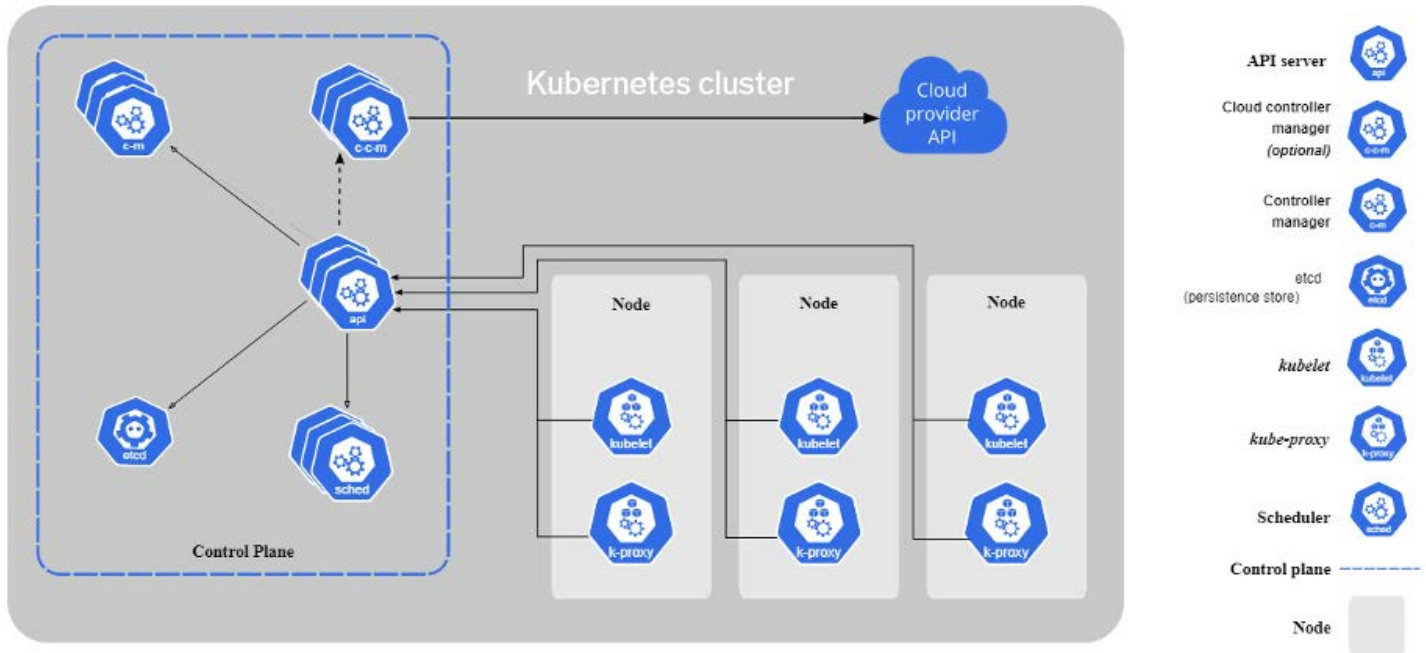 Kubernetes cluster
c-m
c-c-m
Cloud
provider
API
api
etcd
sched
Control Plane
Node
kubelet
k-proxy
Node
kubelet
k-proxy
Node
kubelet
k-proxy
API server
api
Cloud controller
manager
(optional)
c-c-m
Controller
manager
c-m
etcd
(persistence store)
etcd
kubelet
kubelet
kube-proxy
k-proxy
Scheduler
sched
Control plane
Node